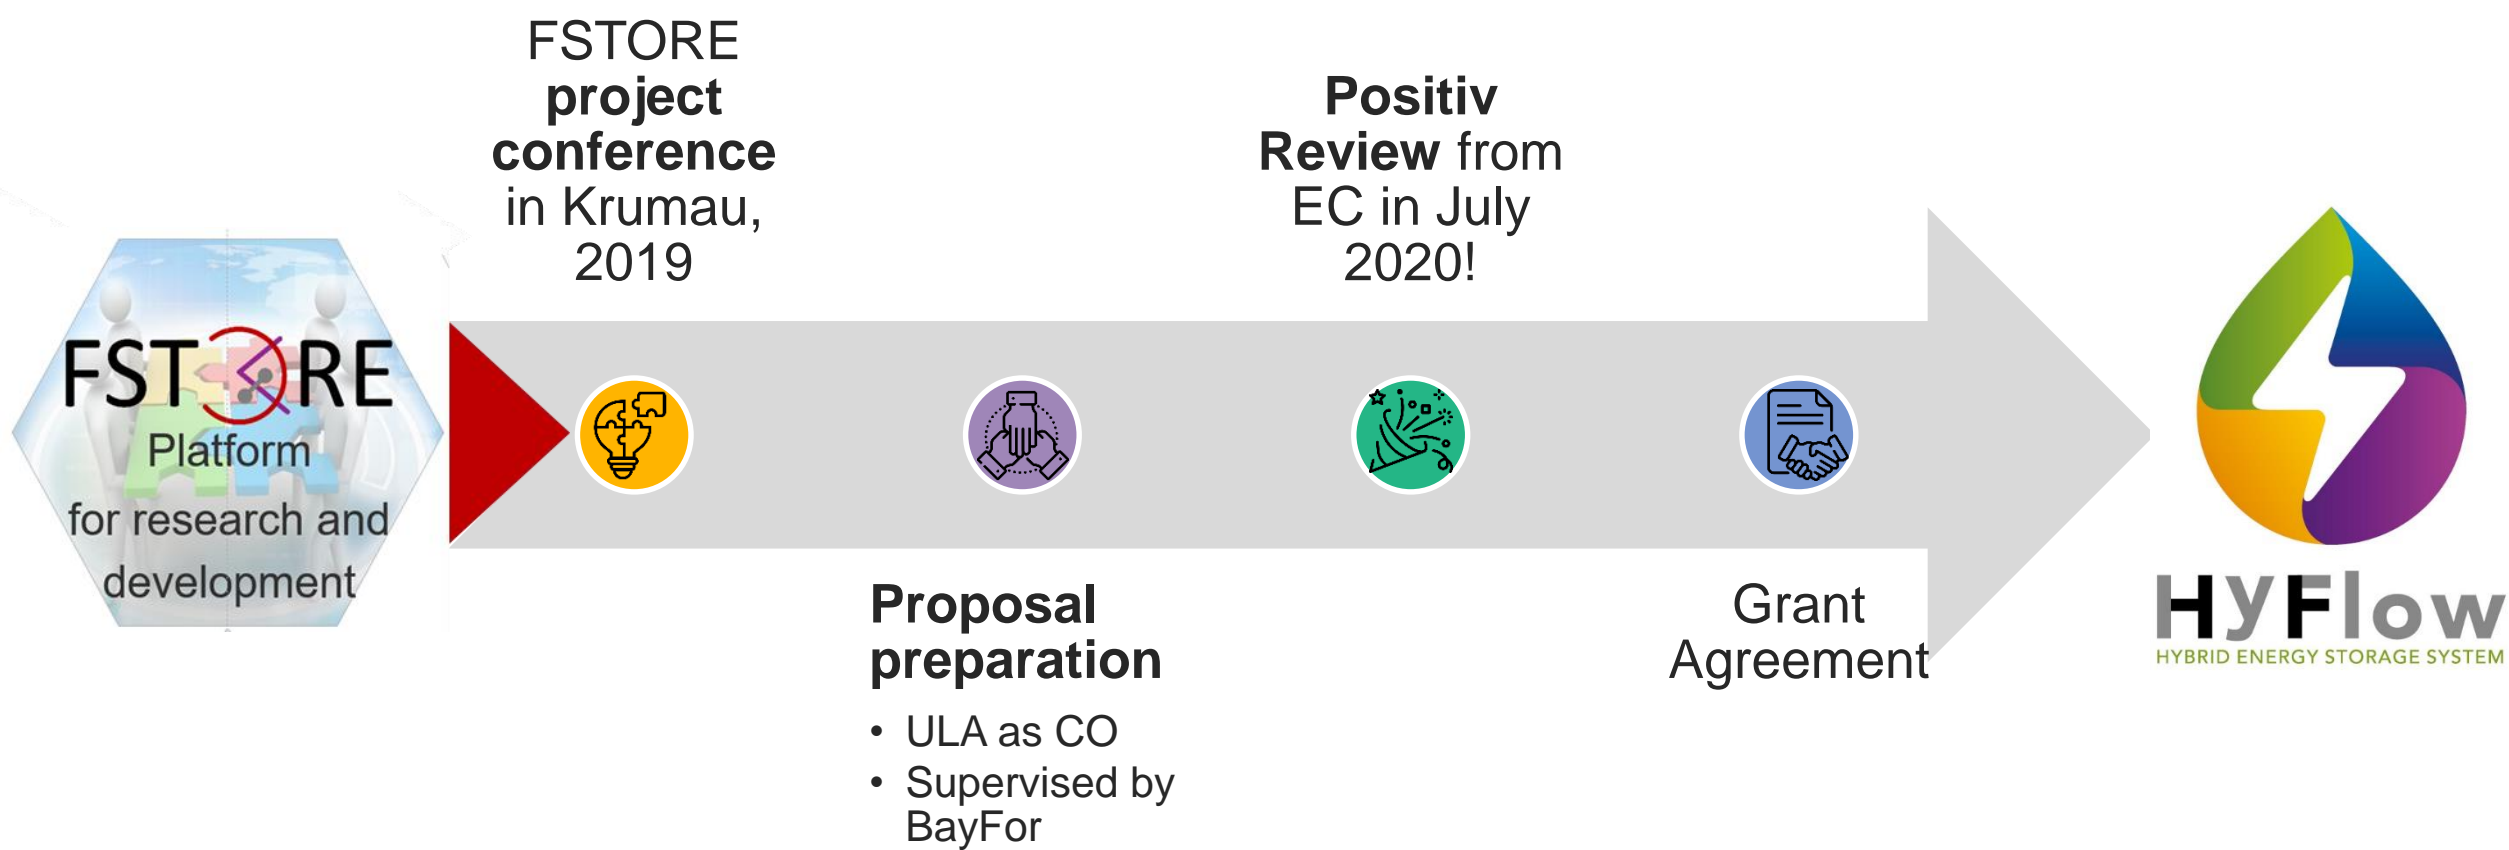 FSTORE
Platform
for research and
development
FSTORE
project
conference
in Krumau,
2019
Proposal
preparation
• ULA as CO
• Supervised by
BayFor
Positiv
Review from
EC in July
2020!
Grant
Agreement
HyFlow
HYBRID ENERGY STORAGE SYSTEM